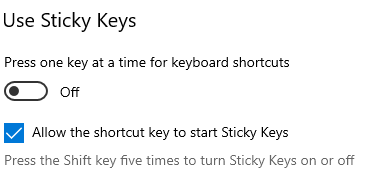 Use Sticky Keys
Press one key at a time for keyboard shortcuts
Off
Allow the shortcut key to start Sticky Keys
Press the Shift key five times to turn Sticky Keys on or off